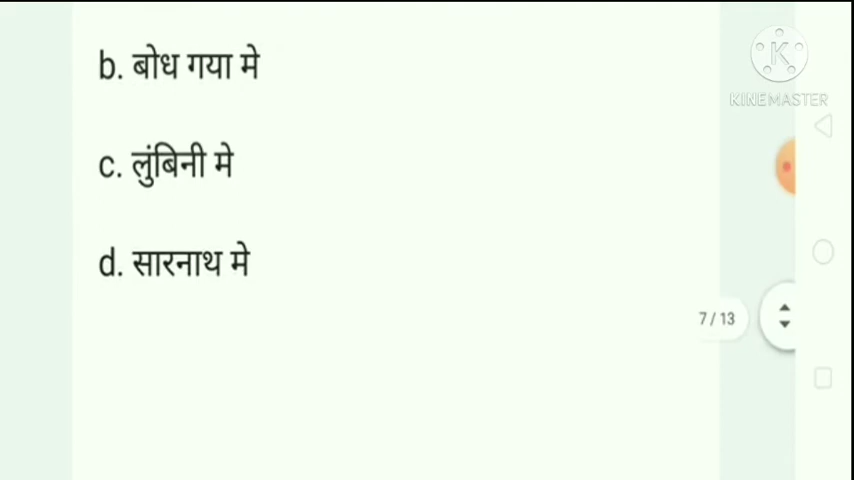 b. बोध गया मे
KINEMASTER
c. लुंबिनी मे
d. सारनाथ मे
7 / 13